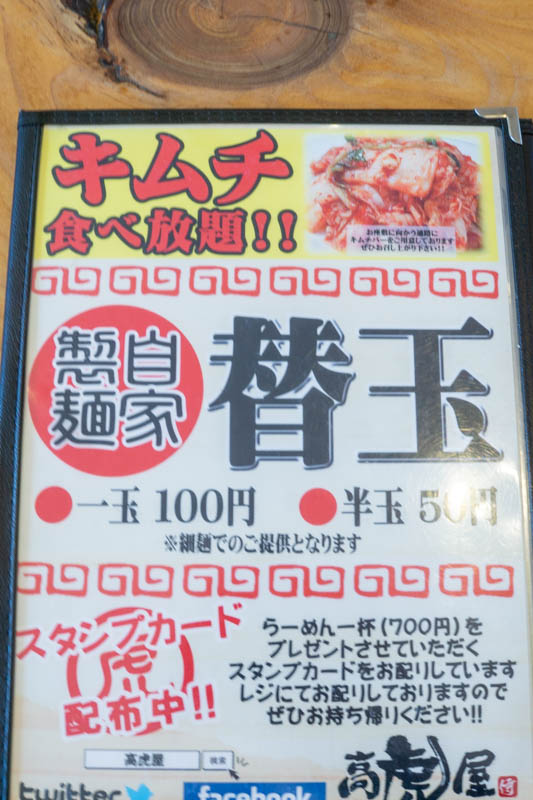 キムチ
食べ放題!!
お座敷に向かう通路に
キムチバーをご用意しております
ぜひお召し上がり下さい!!
自家
製麺
替玉
●一玉 100円 ●半玉 50円
※細麺でのご提供となります
スタンプカード
虎
配布中!!
らーめん一杯(700円)を
プレゼントさせていただく
スタンプカードをお配りしています
レジにてお配りしておりますので
ぜひお持ち帰りください!!
高虎屋 検索
twitter
facebook
高虎屋